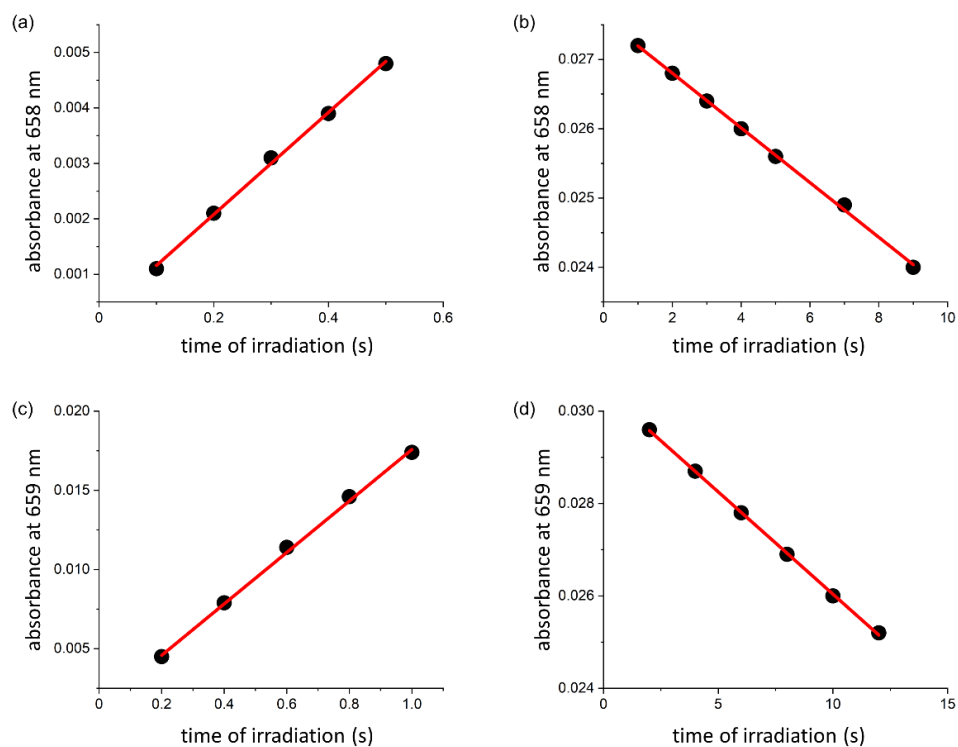 (a)
absorbance at 658 nm
0.005
0.004
0.003
0.002
0.001
0 0.2 0.4 0.6
time of irradiation (s)
(b)
absorbance at 658 nm
0.027
0.026
0.025
0.024
0 2 4 6 8 10
time of irradiation (s)
(c)
absorbance at 659 nm
0.020
0.015
0.010
0.005
0 0.2 0.4 0.6 0.8 1.0
time of irradiation (s)
(d)
absorbance at 659 nm
0.030
0.028
0.026
0.024
0 5 10 15
time of irradiation (s)